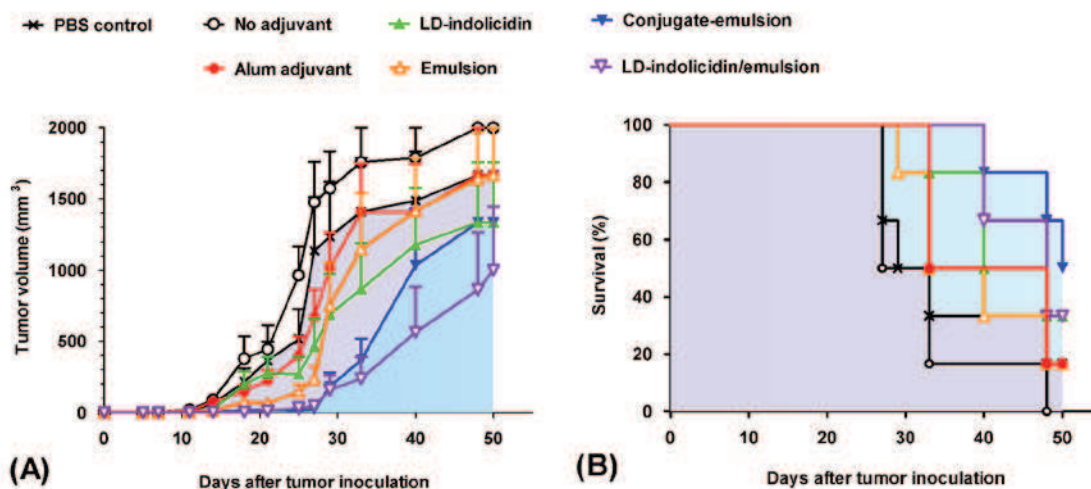 PBS control No adjuvant LD-indolicidin Conjugate-emulsion
Alum adjuvant Emulsion LD-indolicidin/emulsion
Tumor volume (mm 3)
2000
1500
1000
500
0
0 10 20 30 40 50
Days after tumor inoculation
(A)
Survival (%)
100
80
60
40
20
0
0 10 20 30 40 50
Days after tumor inoculation
(B)